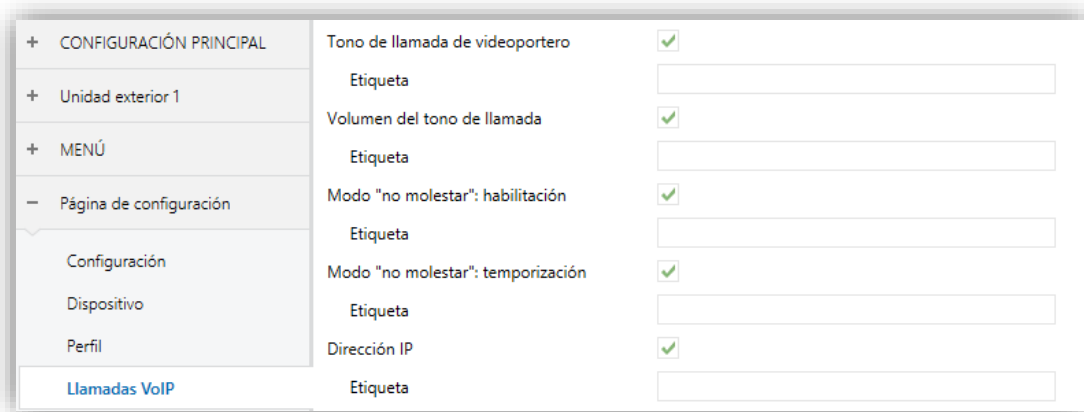 CONFIGURACIÓN PRINCIPAL
Unidad exterior 1
MENÚ
Página de configuración
Configuración
Dispositivo
Perfil
Llamadas VoIP
Tono de llamada de videoportero
Etiqueta
Volumen del tono de llamada
Etiqueta
Modo "no molestar": habilitación
Etiqueta
Modo "no molestar": temporización
Etiqueta
Dirección IP
Etiqueta